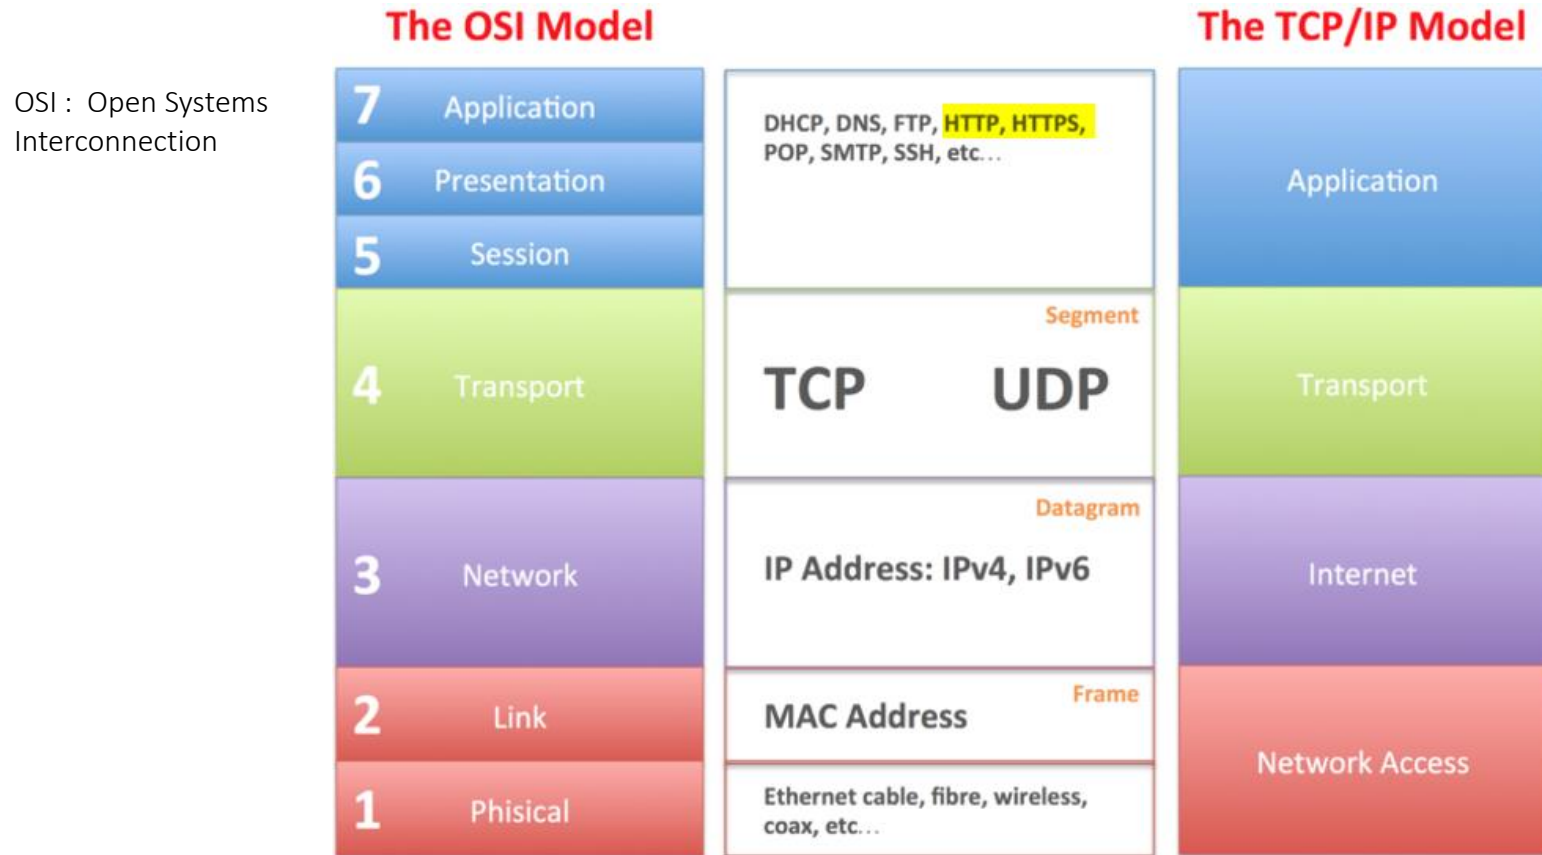 The OSI Model
The TCP/IP Model
OSI : Open Systems
Interconnection
7 Application
6 Presentation
5 Session
DHCP, DNS, FTP, HTTP, HTTPS,
POP, SMTP, SSH, etc...
Application
4 Transport
Segment
TCP UDP
Transport
3 Network
Datagram
IP Address: IPv4, IPv6
Internet
2 Link
Frame
MAC Address
1 Phisical
Ethernet cable, fibre, wireless,
coax, etc...
Network Access